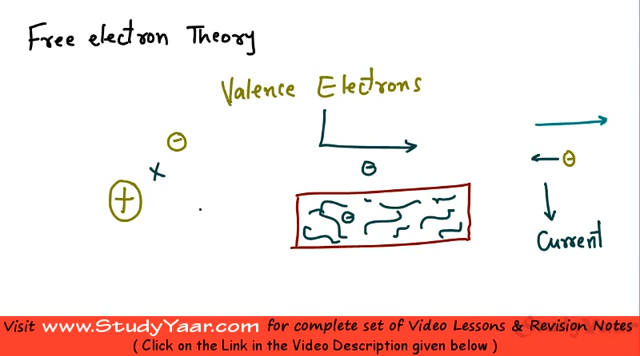 Free electron Theory
Valence Electrons
Current
Visit www.StudyYaar.com for complete set of Video Lessons & Revision Notes
( Click on the Link in the Video Description given below )